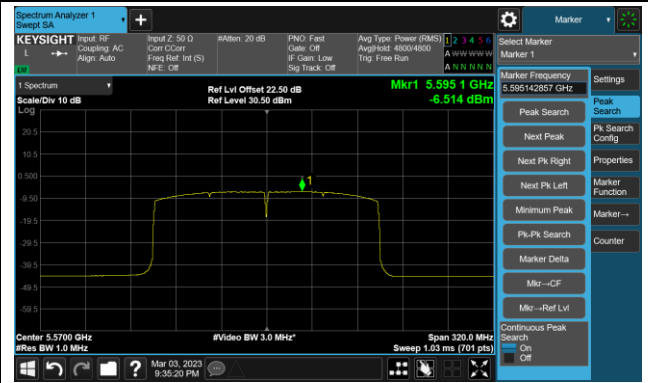 Spectrum Analyzer 1
Swept SA
Marker
KEYSIGHT Input: RF
Coupling: AC
Align: Auto
Input Z: 50 Ω
Corr CCorr
Freq Ref: Int (S)
NFE: Off
#Atten: 20 dB
PNO: Fast
Gate: Off
IF Gain: Low
Sig Track: Off
Avg Type: Power (RMS)
Avg|Hold: 4800/4800
Trig: Free Run
1 2 3 4 5 6
A W W W W W
A N N N N N
L
LXI
Select Marker
Marker 1
1 Spectrum
Scale/Div 10 dB
Log
Ref Lvl Offset 22.50 dB
Ref Level 30.50 dBm
Mkr1 5.595 1 GHz
-6.514 dBm
20.5
10.5
0.500
-9.50
-19.5
-29.5
-39.5
-49.5
-59.5
1
Center 5.5700 GHz
#Res BW 1.0 MHz
#Video BW 3.0 MHz*
Span 320.0 MHz
Sweep 1.03 ms (701 pts)
Marker Frequency
5.595142857 GHz
Peak Search
Next Peak
Next Pk Right
Next Pk Left
Minimum Peak
Pk-Pk Search
Marker Delta
Mkr→CF
Mkr→Ref Lvl
Continuous Peak
Search
On
Off
Settings
Peak
Search
Pk Search
Config
Properties
Marker
Function
Marker→
Counter
?
Mar 03, 2023
9:35:20 PM